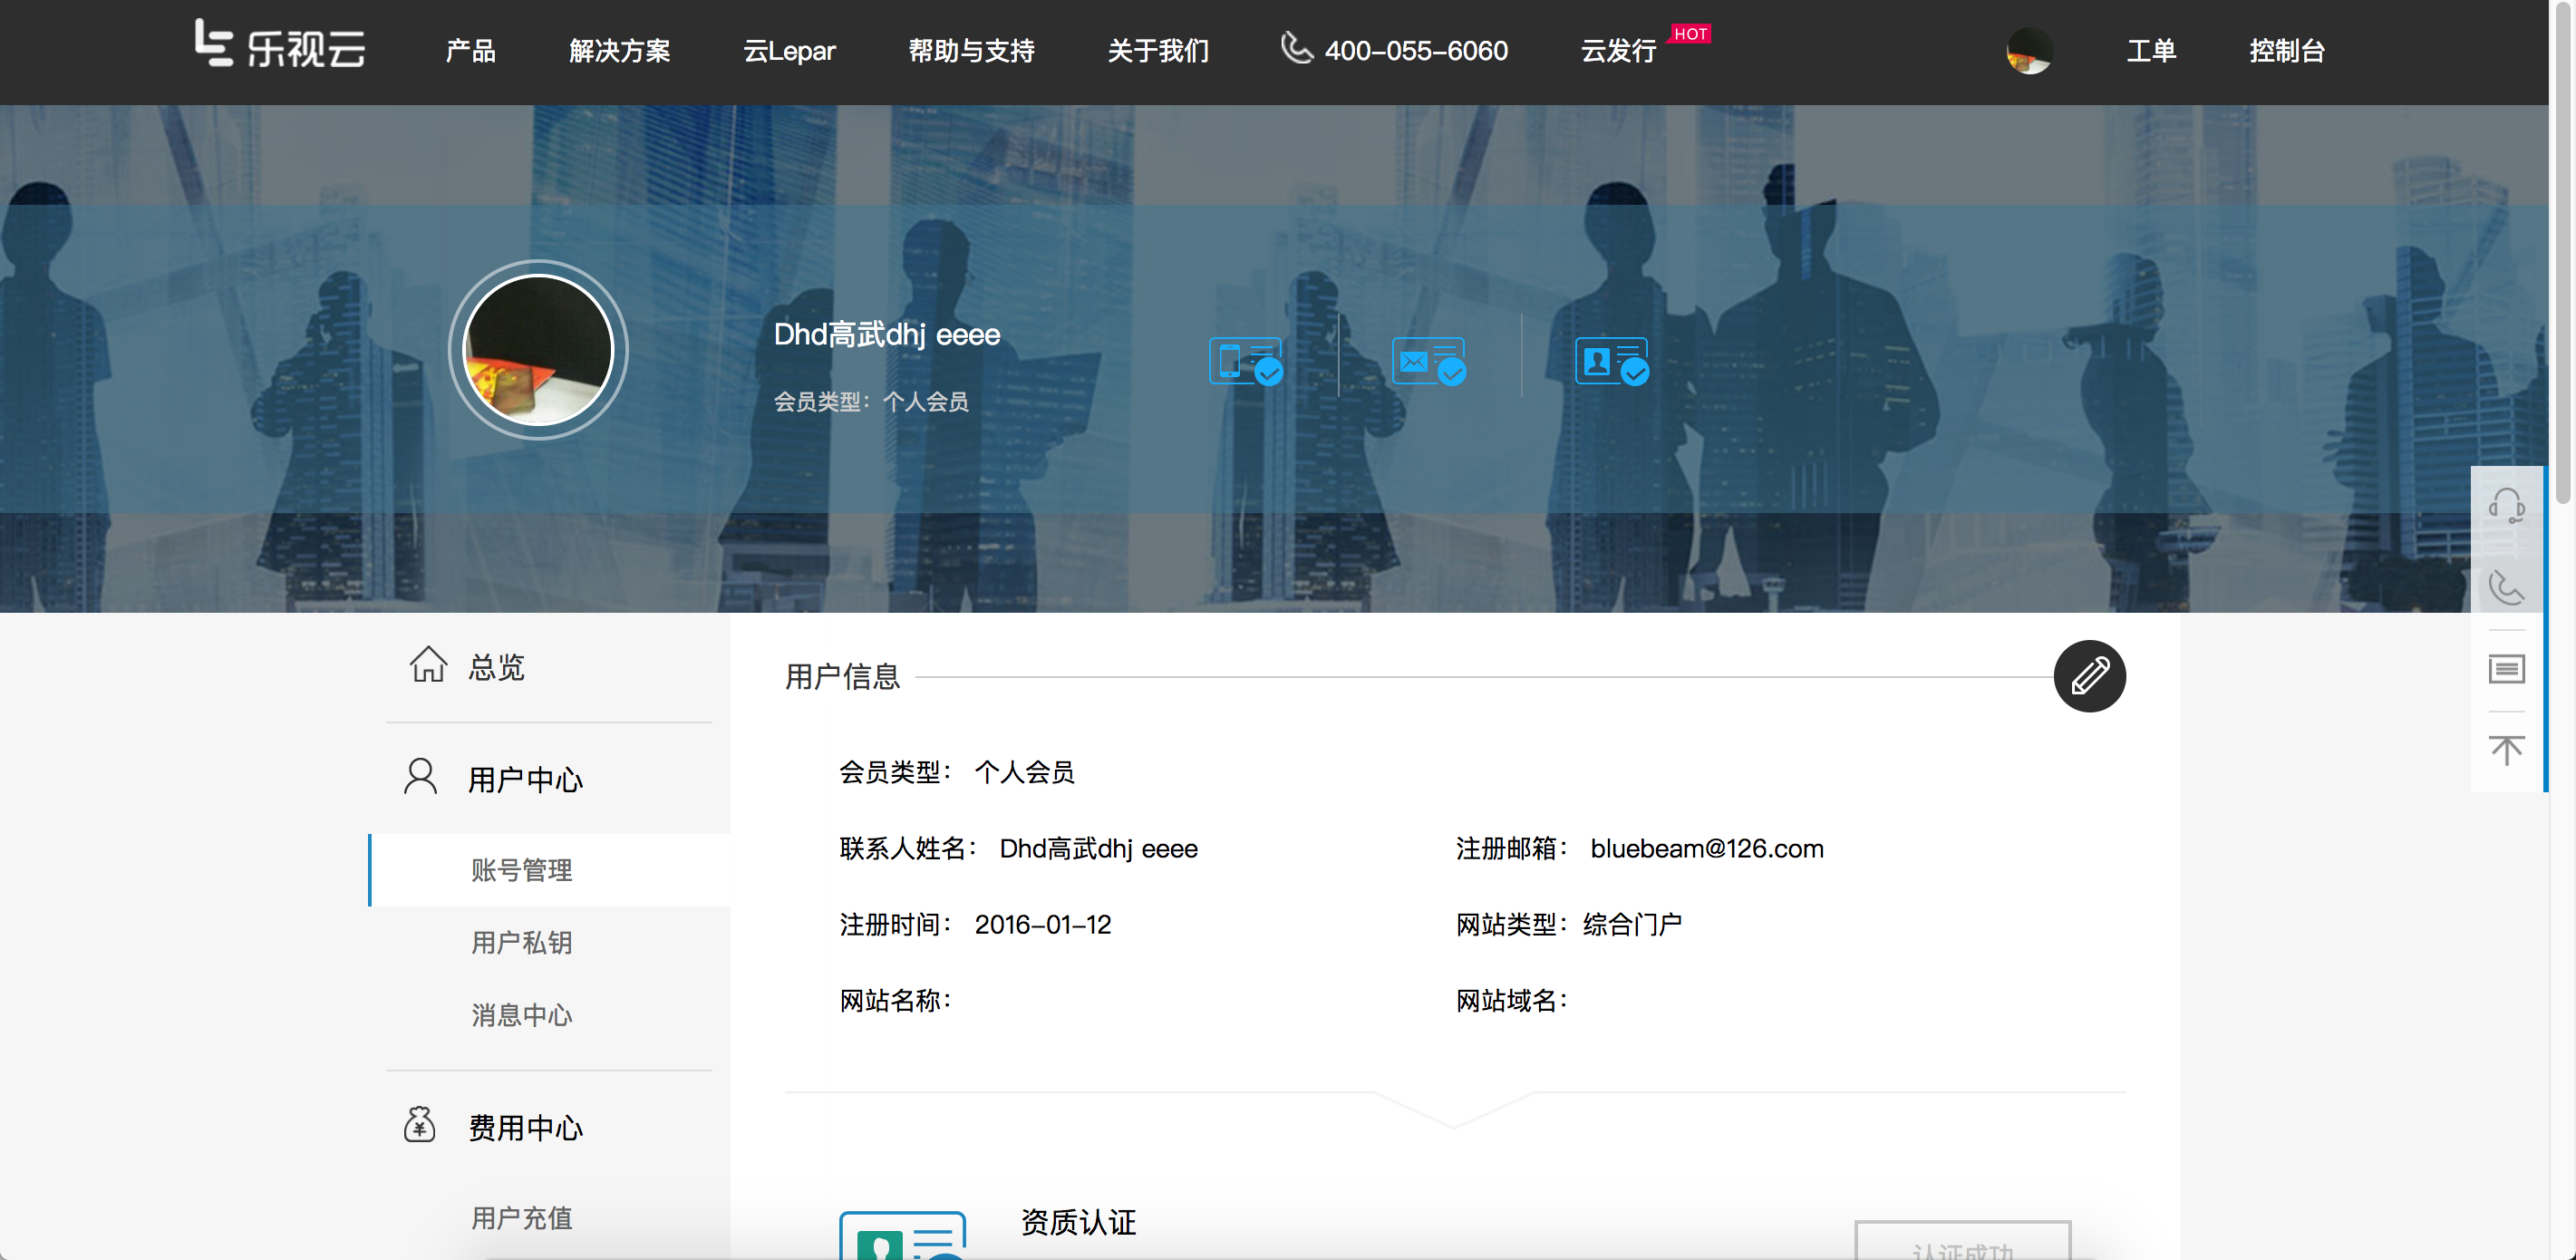 乐视云 产品 解决方案 云Lepar 帮助与支持 关于我们 400-055-6060 云发行 HOT 工单 控制台
Dhd高武dhj eeee
会员类型：个人会员
总览
用户中心
账号管理
用户私钥
消息中心
费用中心
用户充值
用户信息
会员类型： 个人会员
联系人姓名： Dhd高武dhj eeee
注册邮箱： bluebeam@126.com
注册时间： 2016-01-12
网站类型：综合门户
网站名称：
网站域名：
资质认证
认证成功